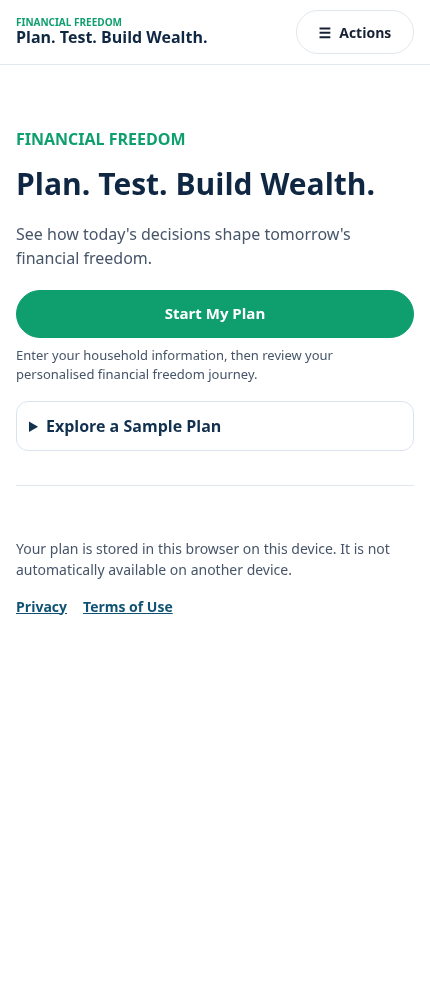 FINANCIAL FREEDOM
Plan. Test. Build Wealth.
☰ Actions
FINANCIAL FREEDOM
Plan. Test. Build Wealth.
See how today's decisions shape tomorrow's
financial freedom.
Start My Plan
Enter your household information, then review your
personalised financial freedom journey.
Explore a Sample Plan
Your plan is stored in this browser on this device. It is not
automatically available on another device.
Privacy Terms of Use